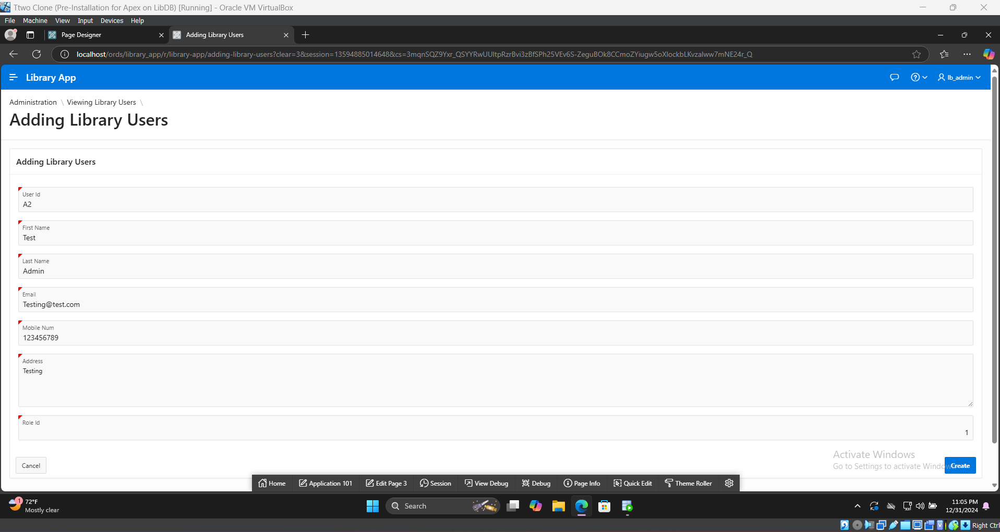 Ttwo Clone (Pre-Installation for Apex on LibDB) [Running] - Oracle VM VirtualBox
File Machine View Input Devices Help
Page Designer
Adding Library Users
localhost/ords/library_app/r/library-app/adding-library-users?clear=3&session=13594885014648&cs=3mqnSQZ9Yxr_QSYYRwUUltpRzrBvi3zBfSPh25VEv6S-ZeguBOk8CCmoZYiugw5oXlockbLKvzalww7mNE24r_Q
Library App
lb_admin
Administration \ Viewing Library Users \
Adding Library Users
Adding Library Users
User Id
A2
First Name
Test
Last Name
Admin
Email
Testing@test.com
Mobile Num
123456789
Address
Testing
Role Id
1
Activate Windows
Go to Settings to activate Windows.
Cancel
Create
Home Application 101 Edit Page 3 Session View Debug Debug Page Info Quick Edit Theme Roller
1
72°F
Mostly clear
Search
11:05 PM
12/31/2024
Right Ctrl